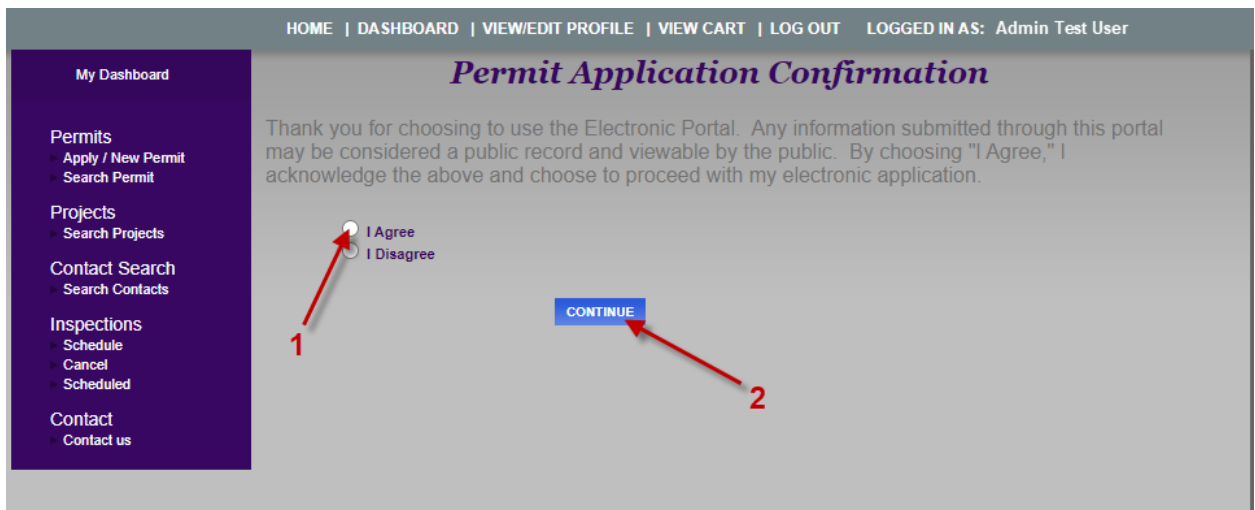 HOME | DASHBOARD | VIEW/EDIT PROFILE | VIEW CART | LOG OUT LOGGED IN AS: Admin Test User
My Dashboard
Permits
Apply / New Permit
Search Permit
Projects
Search Projects
Contact Search
Search Contacts
Inspections
Schedule
Cancel
Scheduled
Contact
Contact us
Permit Application Confirmation
Thank you for choosing to use the Electronic Portal. Any information submitted through this portal
may be considered a public record and viewable by the public. By choosing "I Agree," I
acknowledge the above and choose to proceed with my electronic application.
I Agree
I Disagree
1
CONTINUE
2